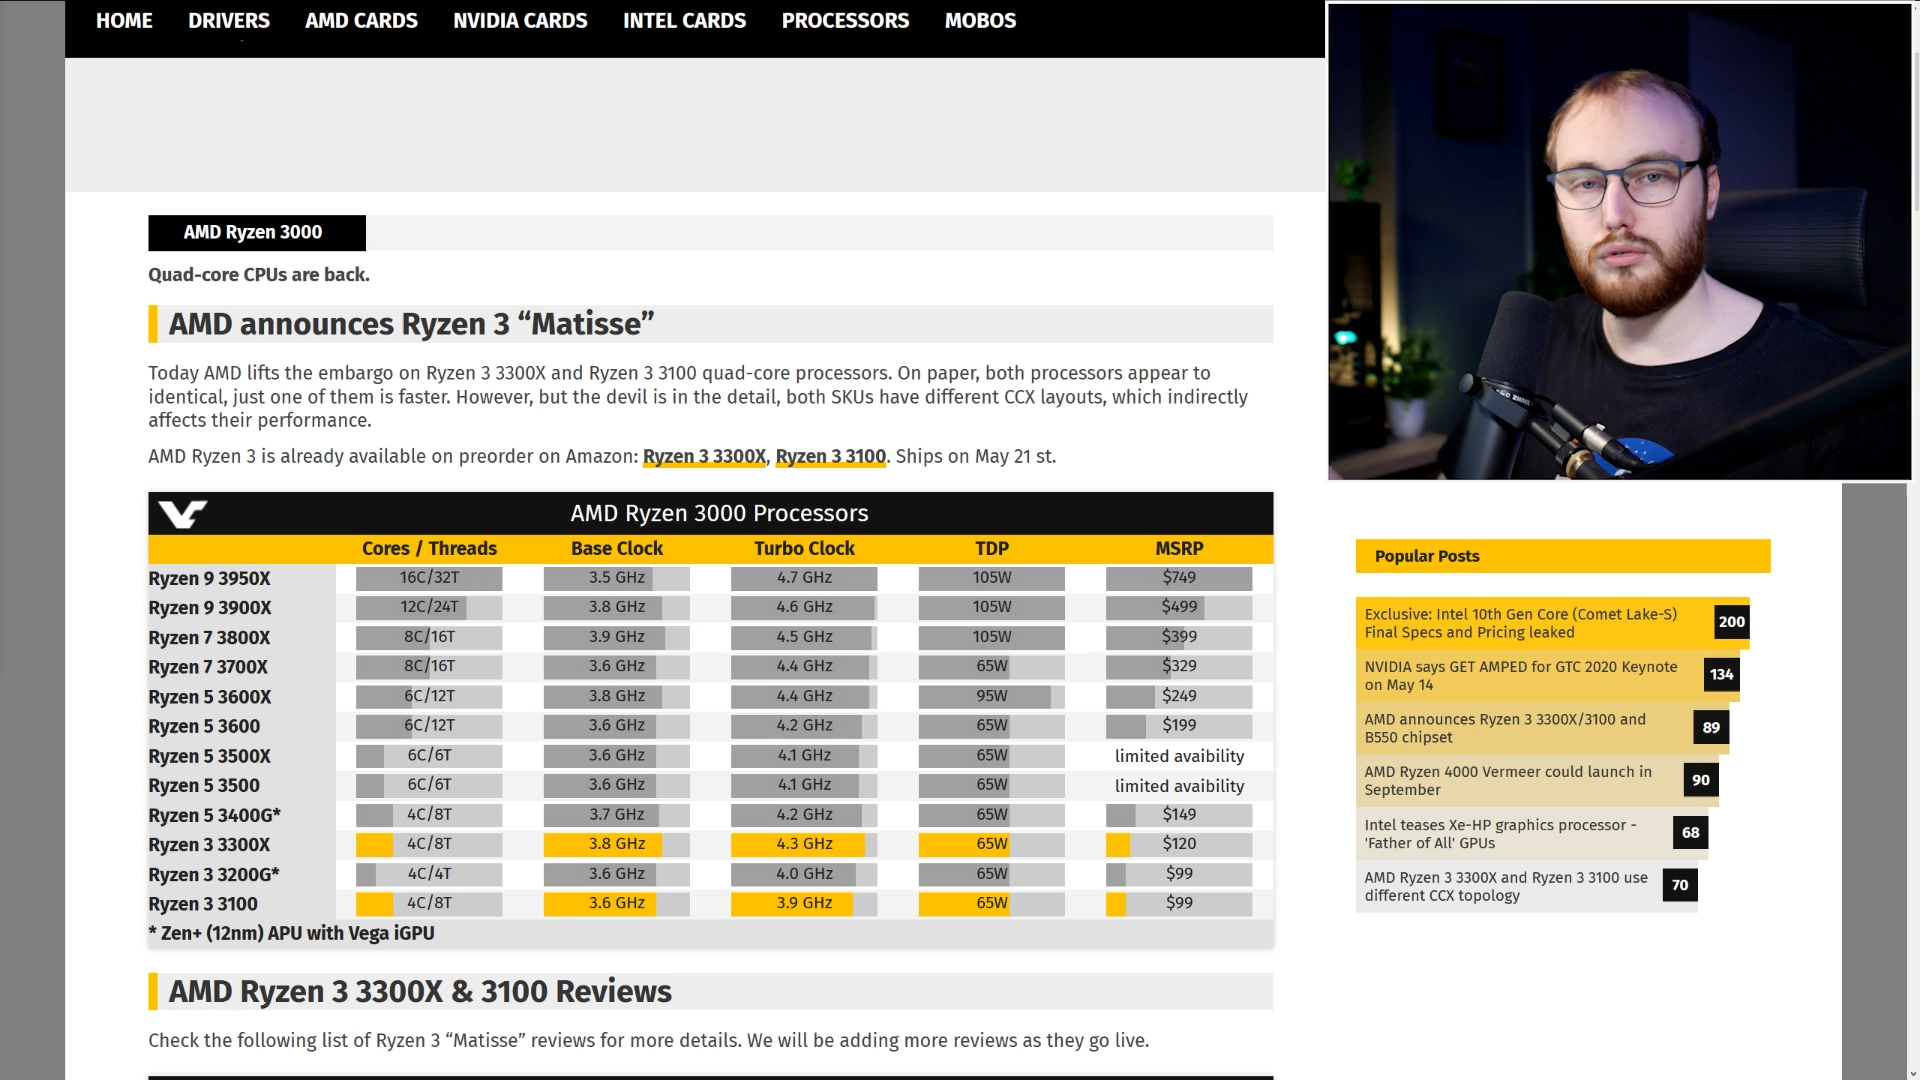 HOME DRIVERS AMD CARDS NVIDIA CARDS INTEL CARDS PROCESSORS MOBOS
AMD Ryzen 3000
Quad-core CPUs are back.
AMD announces Ryzen 3 “Matisse”
Today AMD lifts the embargo on Ryzen 3 3300X and Ryzen 3 3100 quad-core processors. On paper, both processors appear to
identical, just one of them is faster. However, but the devil is in the detail, both SKUs have different CCX layouts, which indirectly
affects their performance.
AMD Ryzen 3 is already available on preorder on Amazon: Ryzen 3 3300X, Ryzen 3 3100. Ships on May 21 st.
AMD Ryzen 3000 Processors
Cores / Threads Base Clock Turbo Clock TDP MSRP
Ryzen 9 3950X 16C/32T 3.5 GHz 4.7 GHz 105W $749
Ryzen 9 3900X 12C/24T 3.8 GHz 4.6 GHz 105W $499
Ryzen 7 3800X 8C/16T 3.9 GHz 4.5 GHz 105W $399
Ryzen 7 3700X 8C/16T 3.6 GHz 4.4 GHz 65W $329
Ryzen 5 3600X 6C/12T 3.8 GHz 4.4 GHz 95W $249
Ryzen 5 3600 6C/12T 3.6 GHz 4.2 GHz 65W $199
Ryzen 5 3500X 6C/6T 3.6 GHz 4.1 GHz 65W limited avaibility
Ryzen 5 3500 6C/6T 3.6 GHz 4.1 GHz 65W limited avaibility
Ryzen 5 3400G* 4C/8T 3.7 GHz 4.2 GHz 65W $149
Ryzen 3 3300X 4C/8T 3.8 GHz 4.3 GHz 65W $120
Ryzen 3 3200G* 4C/4T 3.6 GHz 4.0 GHz 65W $99
Ryzen 3 3100 4C/8T 3.6 GHz 3.9 GHz 65W $99
* Zen+ (12nm) APU with Vega iGPU
AMD Ryzen 3 3300X & 3100 Reviews
Check the following list of Ryzen 3 “Matisse” reviews for more details. We will be adding more reviews as they go live.
Popular Posts
Exclusive: Intel 10th Gen Core (Comet Lake-S)
Final Specs and Pricing leaked
200
NVIDIA says GET AMPED for GTC 2020 Keynote
on May 14
134
AMD announces Ryzen 3 3300X/3100 and
B550 chipset
89
AMD Ryzen 4000 Vermeer could launch in
September
90
Intel teases Xe-HP graphics processor -
'Father of All' GPUs
68
AMD Ryzen 3 3300X and Ryzen 3 3100 use
different CCX topology
70